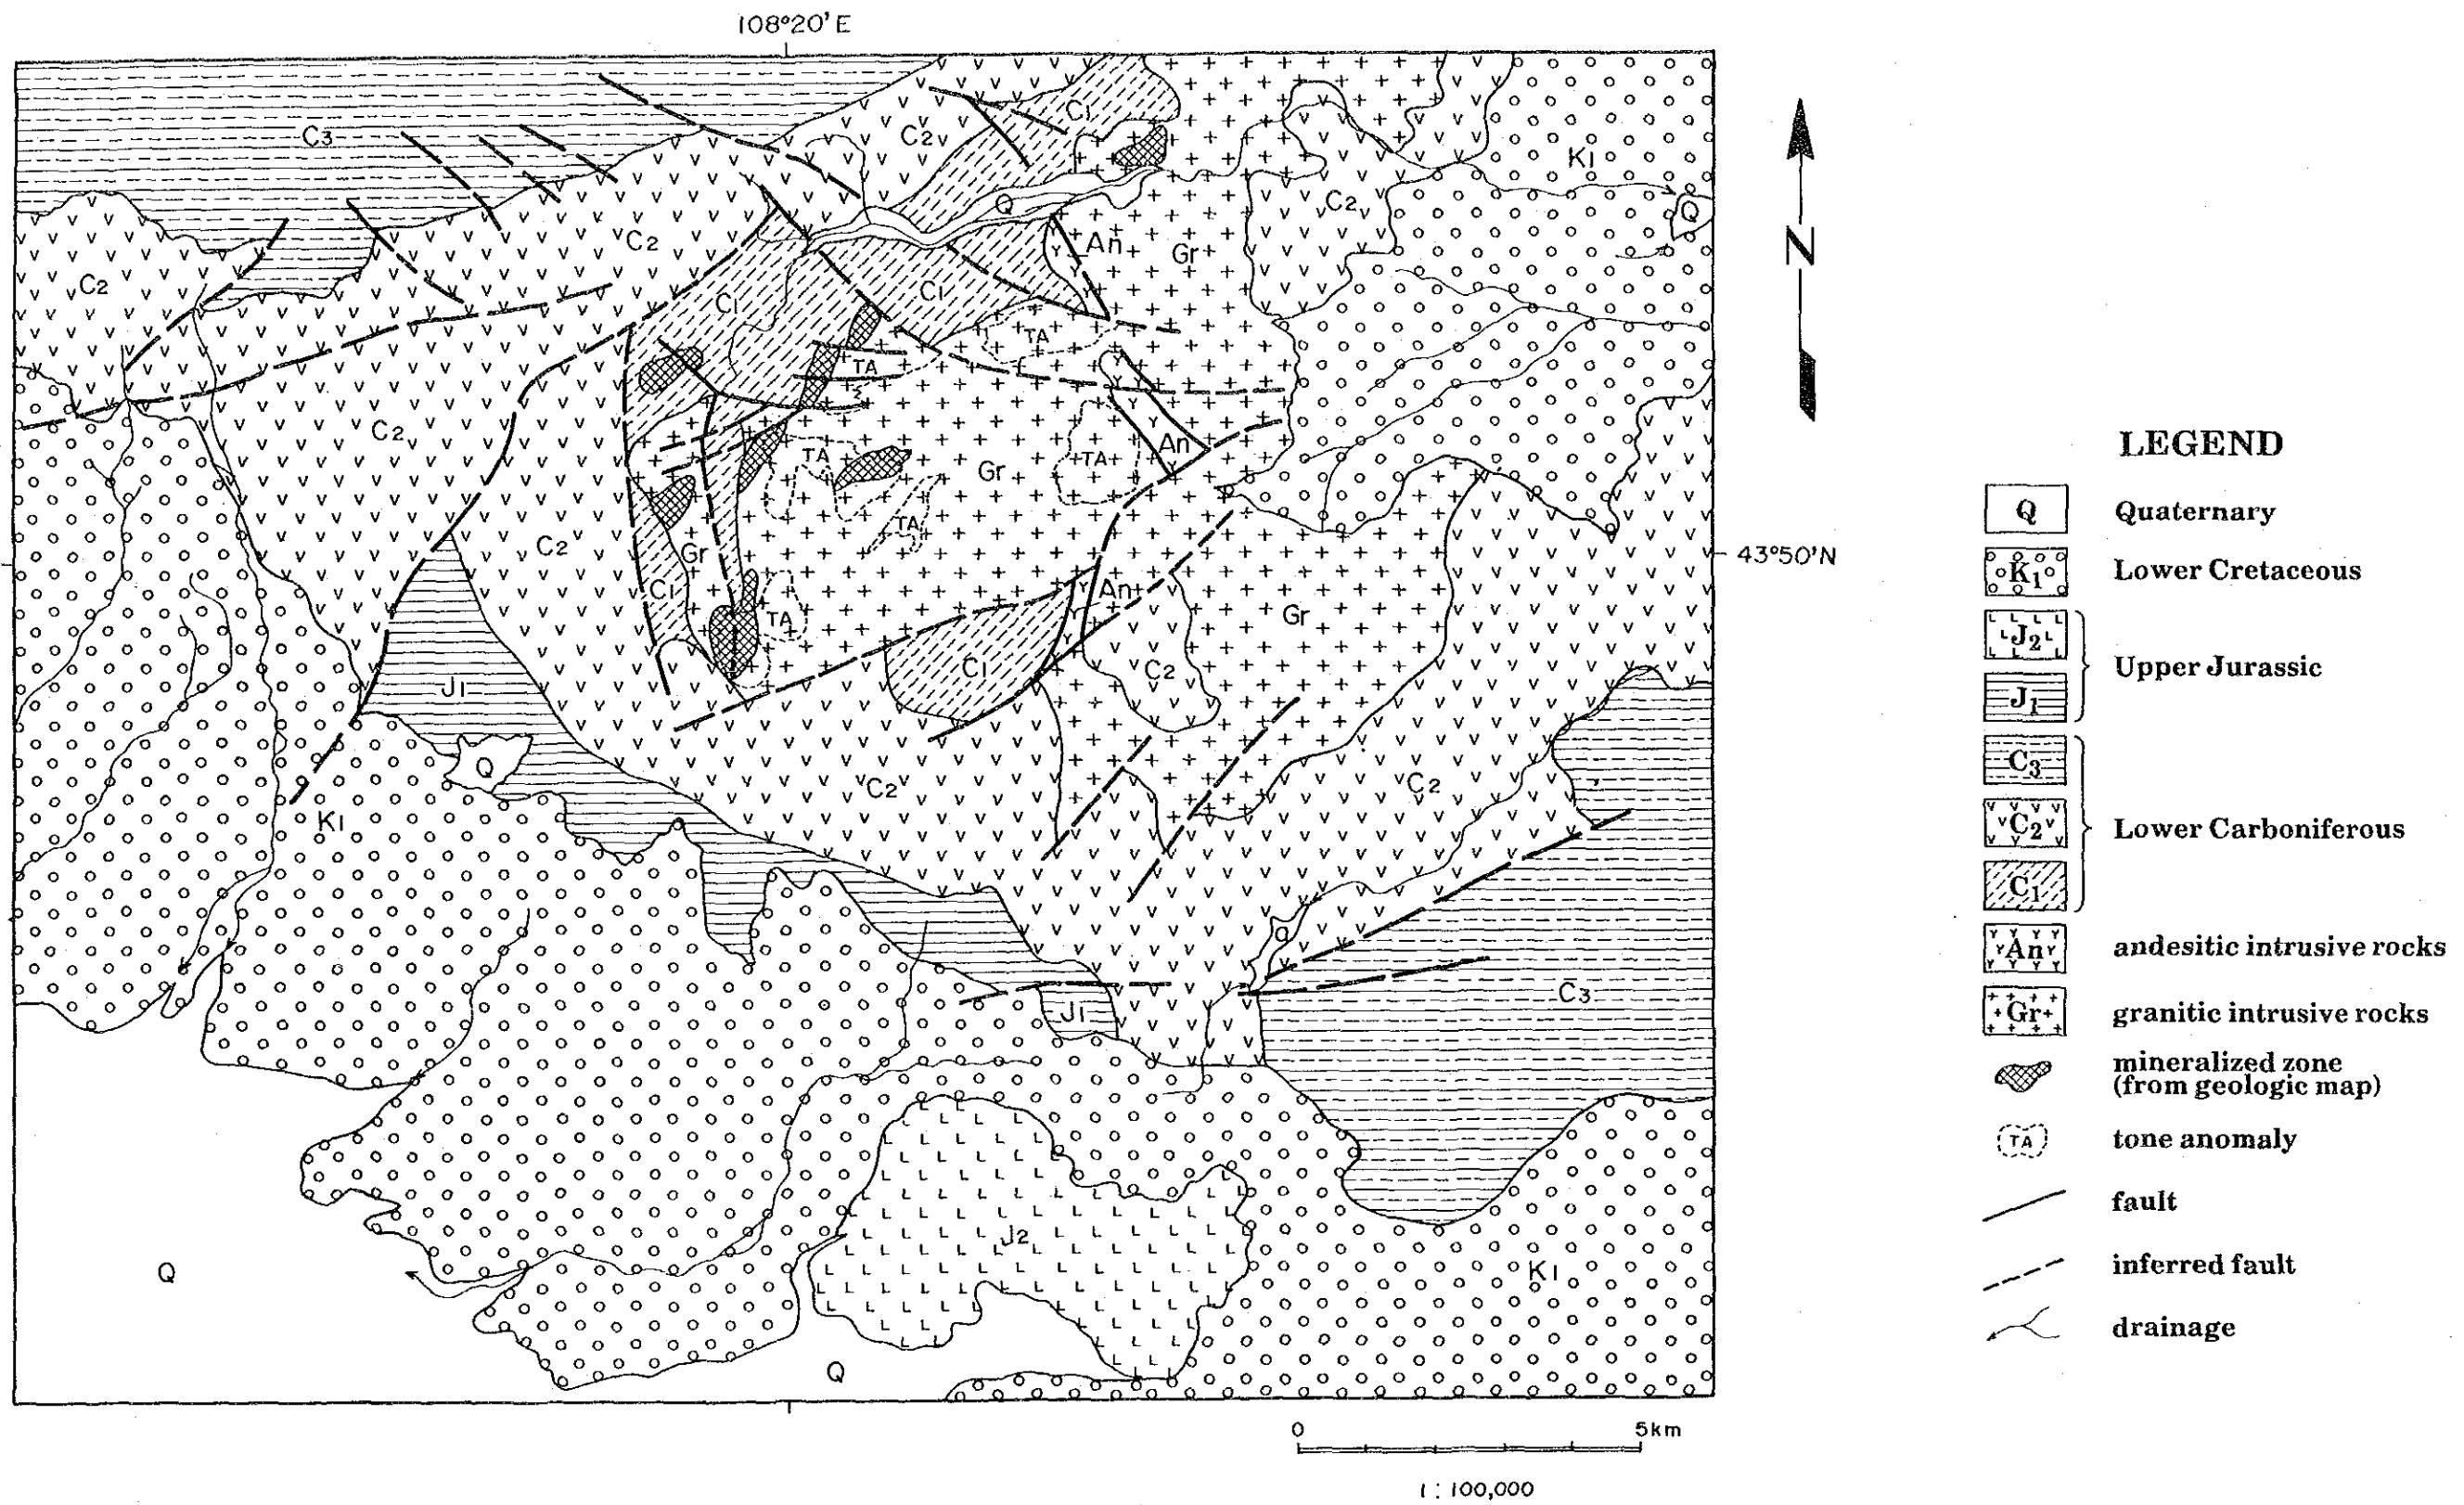 108°20' E
C3
C2
C1
K1
Q
C2
C2
Q
An
Gr
C2
C1
C1
TA
TA
C2
An
TA
TA
Gr
TA
C2
Gr
43°50'N
C1
An
Gr
TA
C1
C2
J1
Q
C2
C2
K1
Q
C3
J1
J2
Q
K1
Q
N
0 5km
1 : 100,000
LEGEND
Q Quaternary
K1 Lower Cretaceous
J2
Upper Jurassic
J1
C3
C2 Lower Carboniferous
C1
An andesitic intrusive rocks
Gr granitic intrusive rocks
mineralized zone
(from geologic map)
TA tone anomaly
fault
inferred fault
drainage